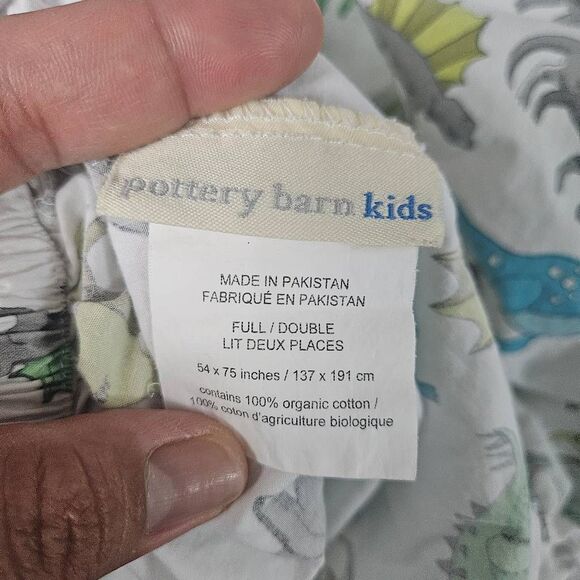 pottery barn kids
MADE IN PAKISTAN
FABRIQUÉ EN PAKISTAN
FULL / DOUBLE
LIT DEUX PLACES
54 x 75 inches / 137 x 191 cm
contains 100% organic cotton /
100% coton d'agriculture biologique